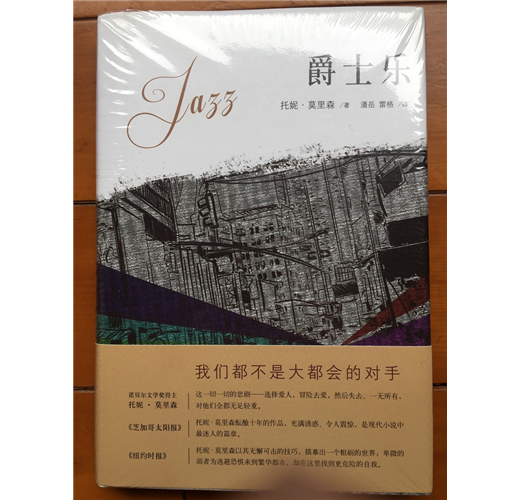 Jazz
爵士乐
托妮·莫里森 / 著 潘岳 雷格 / 译
我们都不是大都会的对手
诺贝尔文学奖得主
托妮·莫里森
这一切一切的悲剧——选择爱人，冒险去爱，然后失去，一无所有，
对他们全都无足轻重。
《芝加哥太阳报》
托妮·莫里森酝酿十年的作品，充满诱惑、令人震惊，是现代小说中
最迷人的篇章。
《纽约时报》
托妮·莫里森以其无懈可击的技巧，描摹出一个粗砺的世界：卑微的
弱者为逃避恐惧来到繁华都市，却在这里找到更危险的自我。